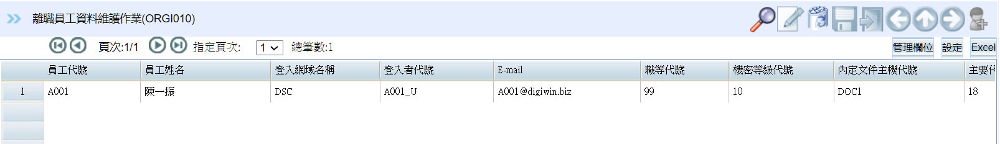 離職員工資料維護作業(ORGI010)
頁次:1/1 指定頁次: 1 總筆數:1
管理欄位 設定 Excel
員工代號 員工姓名 登入網域名稱 登入者代號 E-mail 職等代號 機密等級代號 內定文件主機代號 主要代
1 A001 陳一振 DSC A001_U A001@digiwin.biz 99 10 DOC1 18